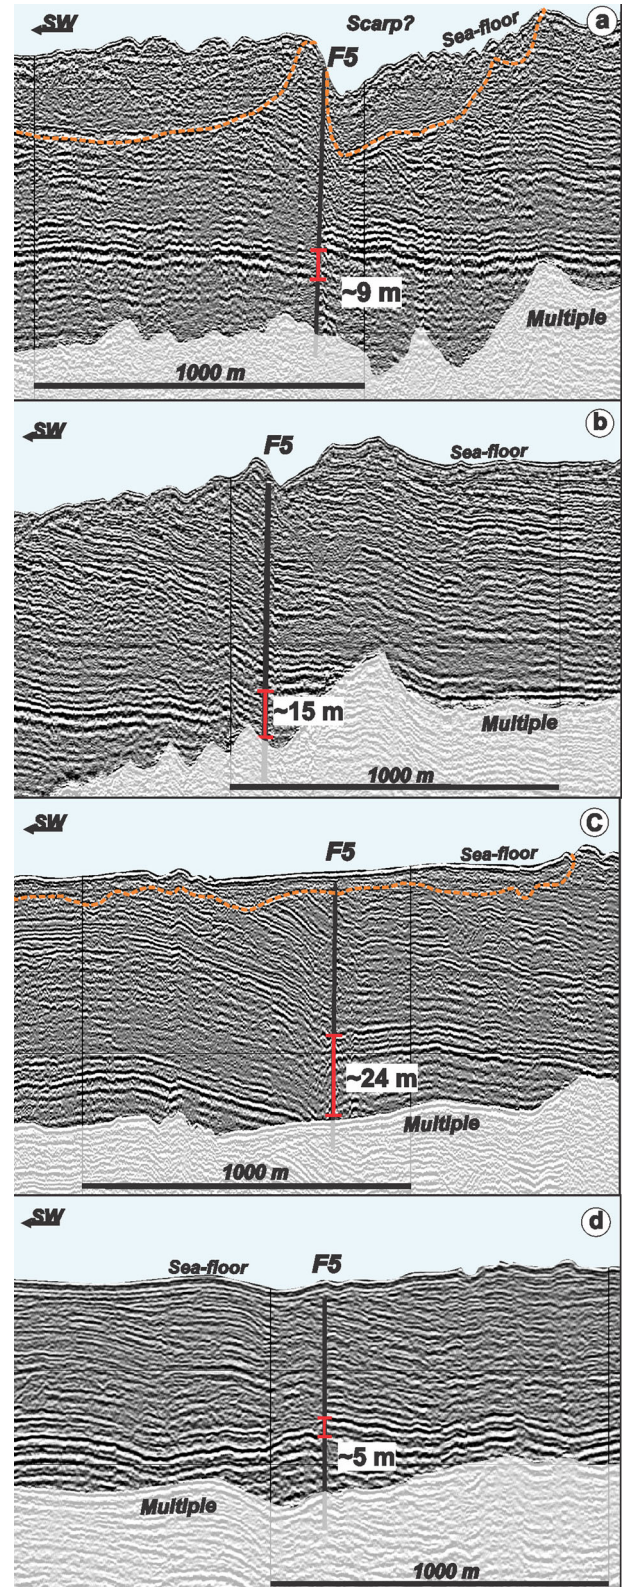 SW
Scarp?
Sea-floor
a
F5
~9 m
Multiple
1000 m
SW
F5
Sea-floor
b
~15 m
Multiple
1000 m
SW
F5
Sea-floor
c
~24 m
Multiple
1000 m
SW
Sea-floor
F5
d
~5 m
Multiple
1000 m